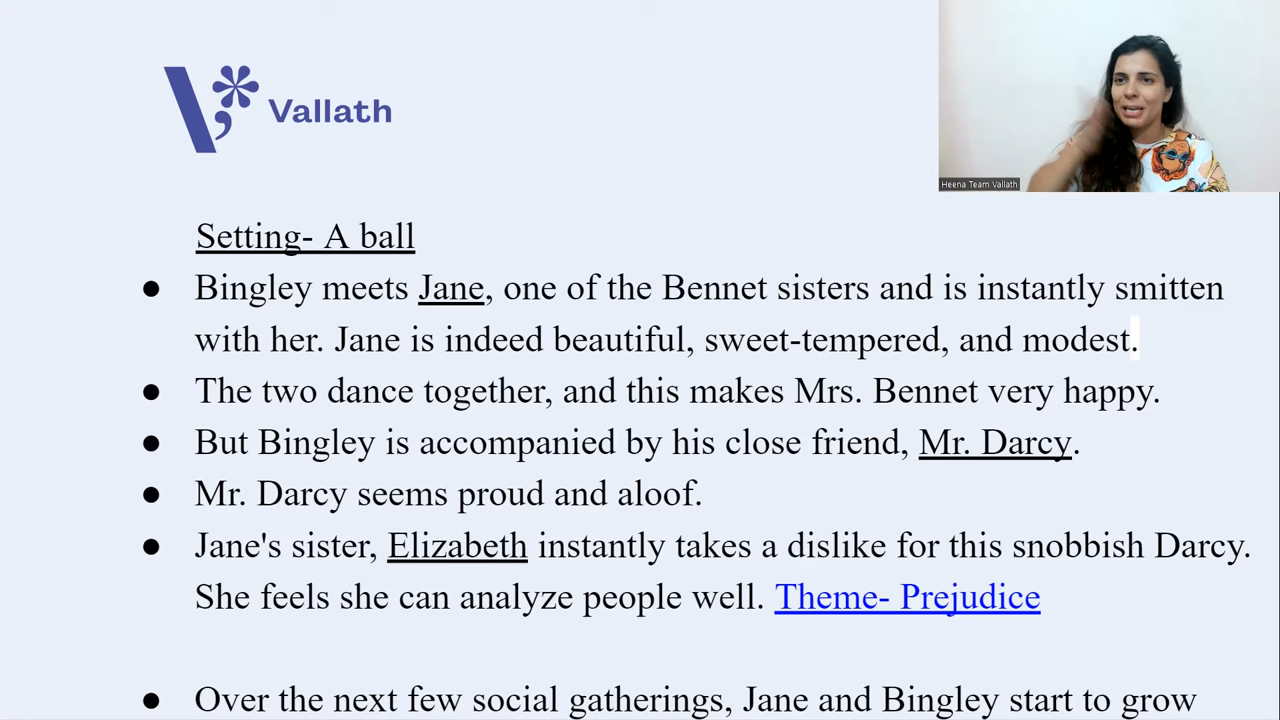 Vallath
Heena Team Vallath
Setting- A ball
● Bingley meets Jane, one of the Bennet sisters and is instantly smitten
with her. Jane is indeed beautiful, sweet-tempered, and modest.
● The two dance together, and this makes Mrs. Bennet very happy.
● But Bingley is accompanied by his close friend, Mr. Darcy.
● Mr. Darcy seems proud and aloof.
● Jane's sister, Elizabeth instantly takes a dislike for this snobbish Darcy.
She feels she can analyze people well. Theme- Prejudice
● Over the next few social gatherings, Jane and Bingley start to grow